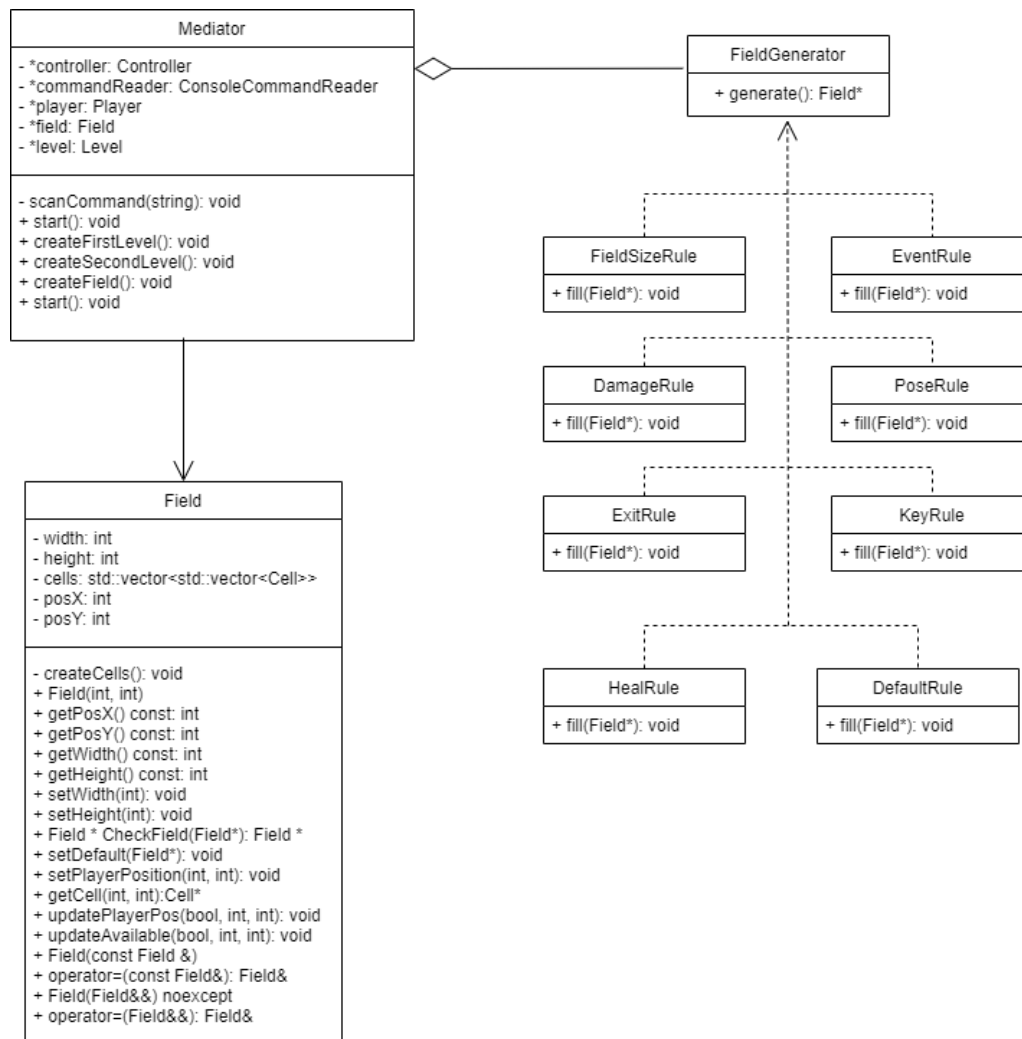 Mediator
- *controller: Controller
- *commandReader: ConsoleCommandReader
- *player: Player
- *field: Field
- *level: Level
- scanCommand(string): void
+ start(): void
+ createFirstLevel(): void
+ createSecondLevel(): void
+ createField(): void
+ start(): void
FieldGenerator
+ generate(): Field*
FieldSizeRule
+ fill(Field*): void
EventRule
+ fill(Field*): void
DamageRule
+ fill(Field*): void
PoseRule
+ fill(Field*): void
ExitRule
+ fill(Field*): void
KeyRule
+ fill(Field*): void
HealRule
+ fill(Field*): void
DefaultRule
+ fill(Field*): void
Field
- width: int
- height: int
- cells: std::vector<std::vector<Cell>>
- posX: int
- posY: int
- createCells(): void
+ Field(int, int)
+ getPosX() const: int
+ getPosY() const: int
+ getWidth() const: int
+ getHeight() const: int
+ setWidth(int): void
+ setHeight(int): void
+ Field * CheckField(Field*): Field *
+ setDefault(Field*): void
+ setPlayerPosition(int, int): void
+ getCell(int, int):Cell*
+ updatePlayerPos(bool, int, int): void
+ updateAvailable(bool, int, int): void
+ Field(const Field &)
+ operator=(const Field&): Field&
+ Field(Field&&) noexcept
+ operator=(Field&&): Field&